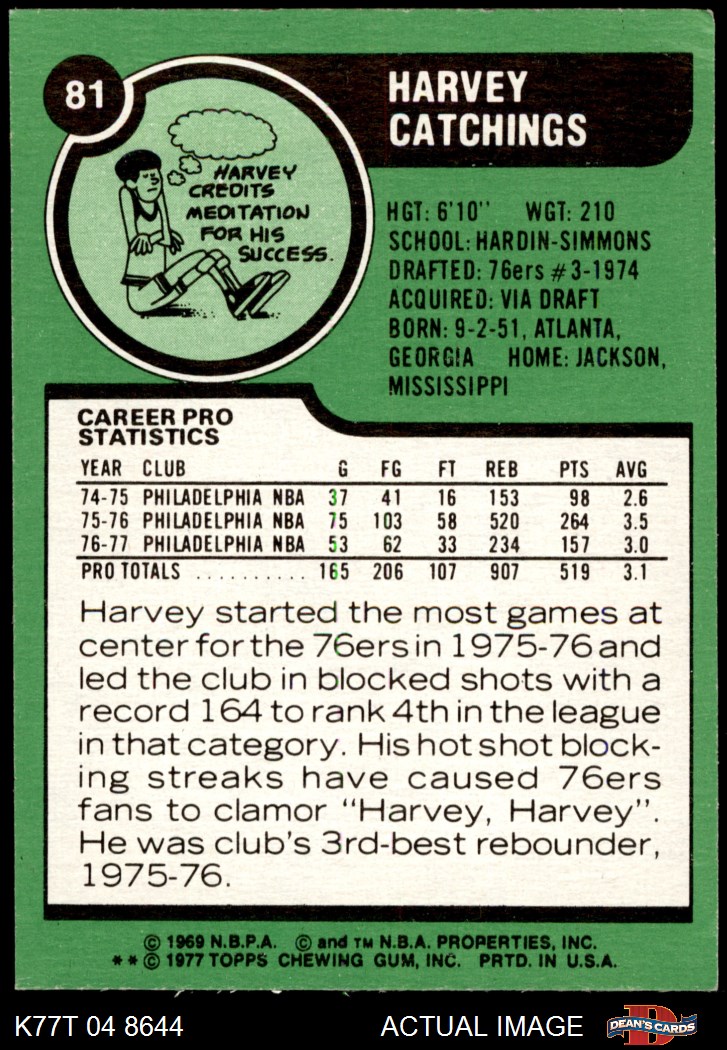 81
HARVEY
CATCHINGS
HARVEY
CREDITS
MEDITATION
FOR HIS
SUCCESS.
HGT: 6'10'' WGT: 210
SCHOOL: HARDIN-SIMMONS
DRAFTED: 76ers #3-1974
ACQUIRED: VIA DRAFT
BORN: 9-2-51, ATLANTA,
GEORGIA HOME: JACKSON,
MISSISSIPPI
CAREER PRO
STATISTICS
YEAR CLUB G FG FT REB PTS AVG
74-75 PHILADELPHIA NBA 37 41 16 153 98 2.6
75-76 PHILADELPHIA NBA 75 103 58 520 264 3.5
76-77 PHILADELPHIA NBA 53 62 33 234 157 3.0
PRO TOTALS .......... 165 206 107 907 519 3.1
Harvey started the most games at
center for the 76ers in 1975-76 and
led the club in blocked shots with a
record 164 to rank 4th in the league
in that category. His hot shot block-
ing streaks have caused 76ers
fans to clamor "Harvey, Harvey".
He was club's 3rd-best rebounder,
1975-76.
© 1969 N.B.P.A. © and TM N.B.A. PROPERTIES, INC.
** © 1977 TOPPS CHEWING GUM, INC. PRTD. IN U.S.A.
K77T 04 8644 ACTUAL IMAGE D DEAN'S CARDS